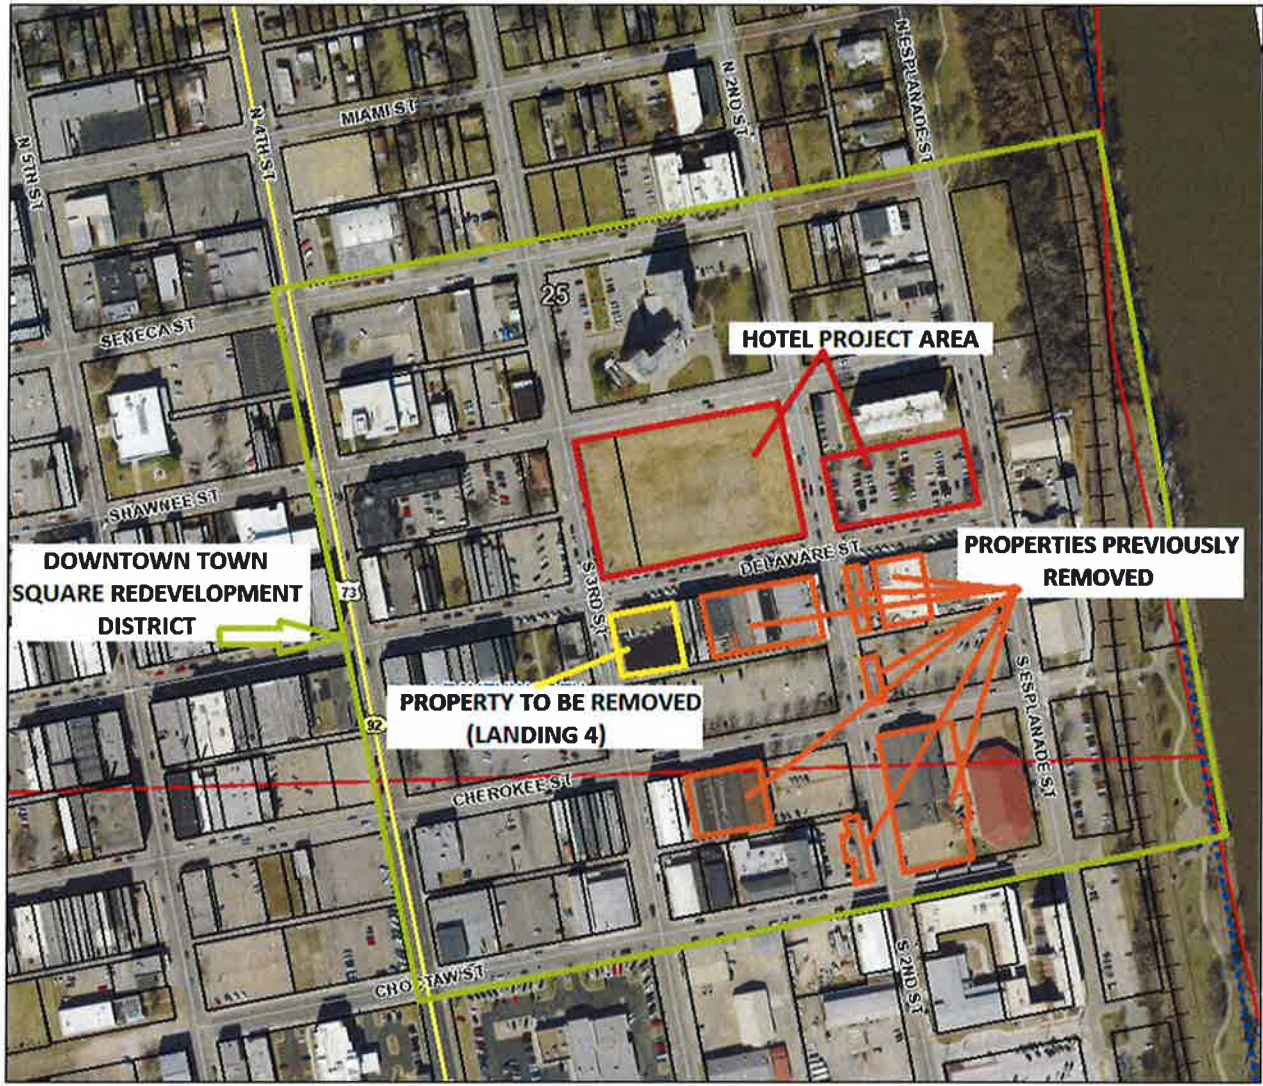 N ESPLANADE ST
N 2ND ST
MIAMI ST
N 4TH ST
N 5TH ST
25
SENECA ST
HOTEL PROJECT AREA
SHAWNEE ST
DELAWARE ST
PROPERTIES PREVIOUSLY
REMOVED
DOWNTOWN TOWN
SQUARE REDEVELOPMENT
DISTRICT
73
S 3RD ST
PROPERTY TO BE REMOVED
(LANDING 4)
92
S ESPLANADE ST
CHEROKEE ST
CHOCTAW ST
S 2ND ST